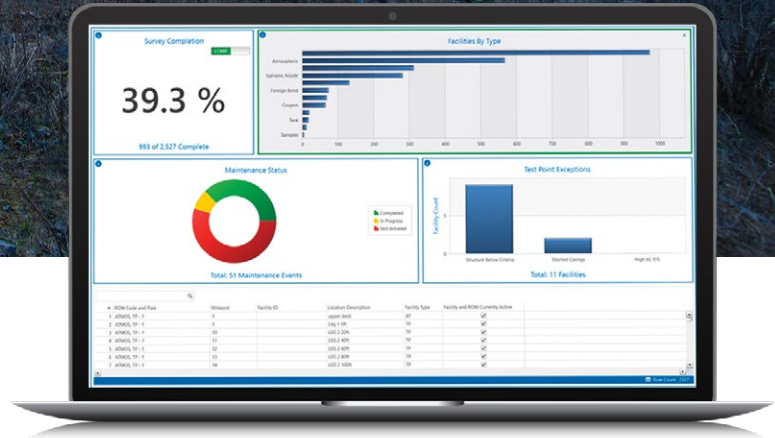 Survey Completion
COMP
39.3 %
993 of 2,527 Complete
Facilities By Type
Atmospheric
Galvanic Anode
Foreign Bond
Coupon
Tank
Samples
0 100 200 300 400 500 600 700 800 900 1000
Maintenance Status
Completed
In Progress
Not Initiated
Total: 51 Maintenance Events
Test Point Exceptions
Facility Count
5
0
Structure Below Criteria Shorted Casings High AC P/S
Total: 11 Facilities
ROW Code and Pipe Milepost Facility ID Location Description Facility Type Facility and ROW Currently Active
1 ATMOS, TP - 1 1 upper deck AT
2 ATMOS, TP - 1 1 Leg 1 5ft TP
3 ATMOS, TP - 1 10 LEG 2 20ft TP
4 ATMOS, TP - 1 11 LEG 2 40ft TP
5 ATMOS, TP - 1 12 LEG 2 60ft TP
6 ATMOS, TP - 1 13 LEG 2 80ft TP
7 ATMOS, TP - 1 14 LEG 2 100ft TP
Row Count: 2527